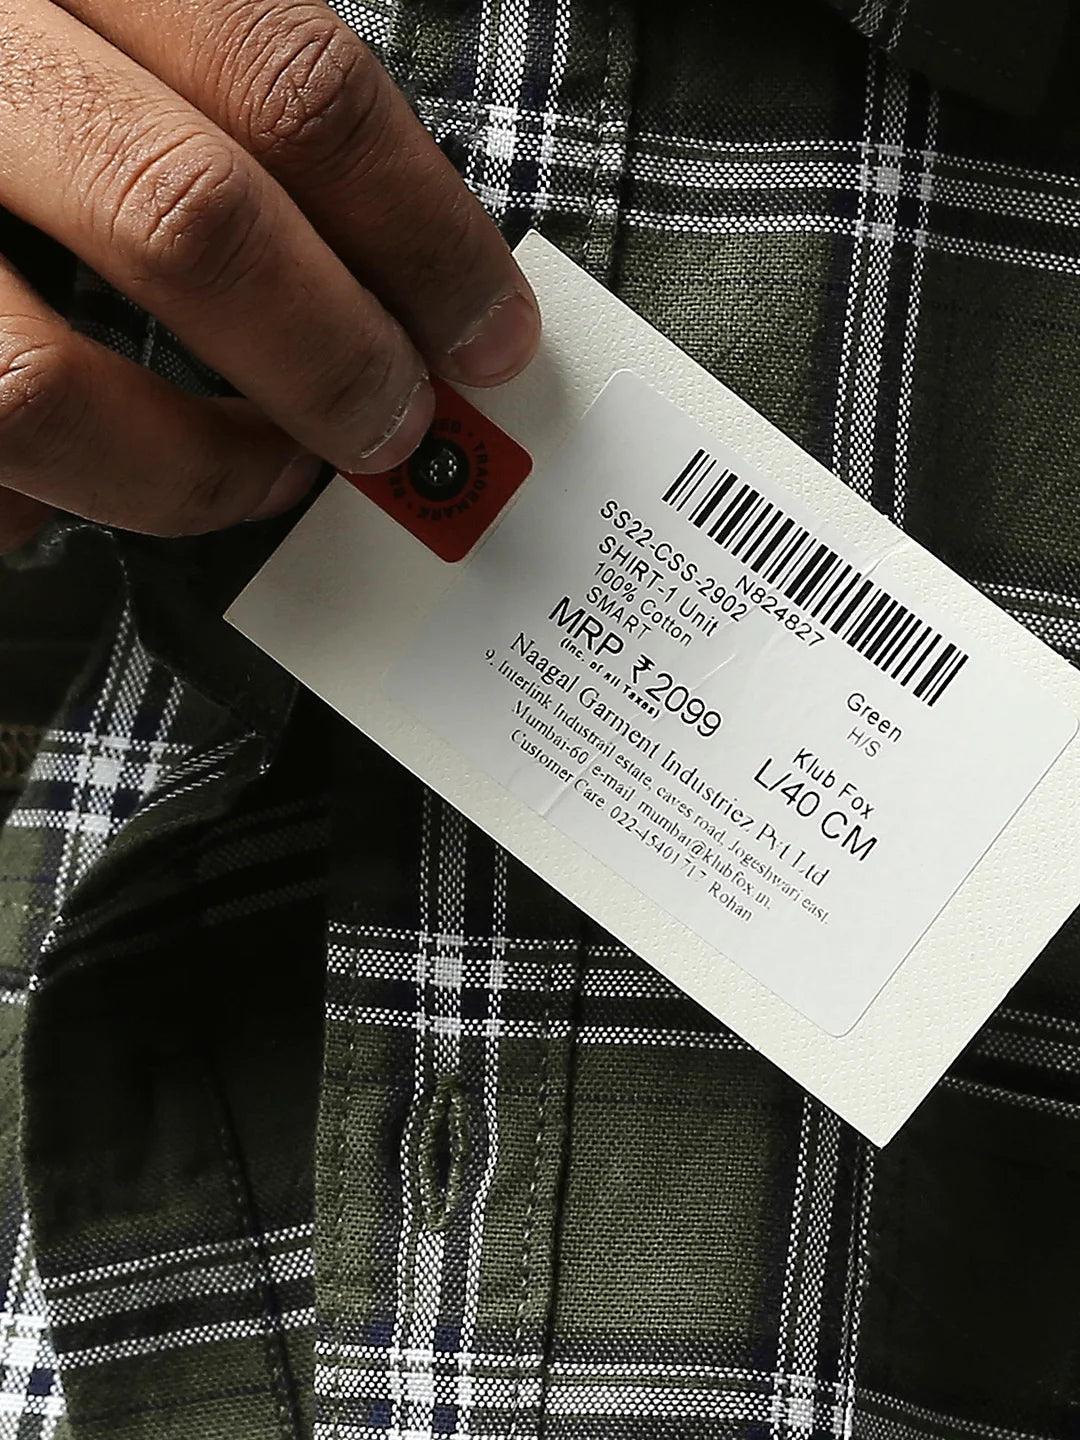 TRADEMARK
N824827
SS22-CSS-2902
SHIRT-1 Unit
100% Cotton
SMART
Green
H/S
MRP ₹ 2099
(inc. of All Taxes)
Klub Fox
L/40 CM
Naagal Garment Industriez Pvt Ltd
9, Interlink Industrail estate, caves road, Jogeshwari east.
Mumbai-60 e-mail mumbai@klubfox.in.
Customer Care 022-45401717 Rohan